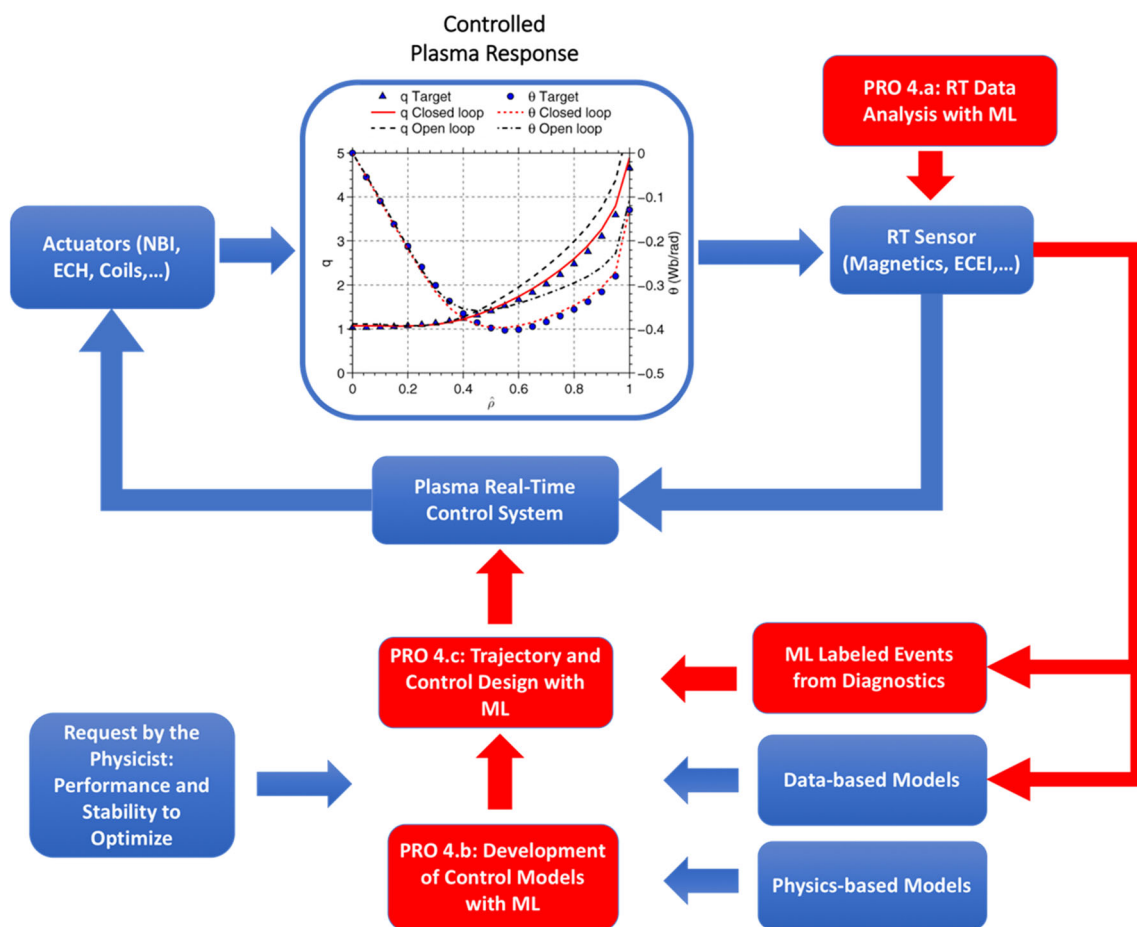 Controlled
Plasma Response
q Target
θ Target
q Closed loop
θ Closed loop
q Open loop
θ Open loop
5
4
3
2
1
0
q
0
-0.1
-0.2
-0.3
-0.4
-0.5
θ (Wb/rad)
0
0.2
0.4
0.6
0.8
1
ρ̂
PRO 4.a: RT Data
Analysis with ML
Actuators (NBI,
ECH, Coils,...)
RT Sensor
(Magnetics, ECEI,...)
Plasma Real-Time
Control System
PRO 4.c: Trajectory and
Control Design with
ML
ML Labeled Events
from Diagnostics
Request by the
Physicist:
Performance and
Stability to
Optimize
Data-based Models
PRO 4.b: Development
of Control Models
with ML
Physics-based Models